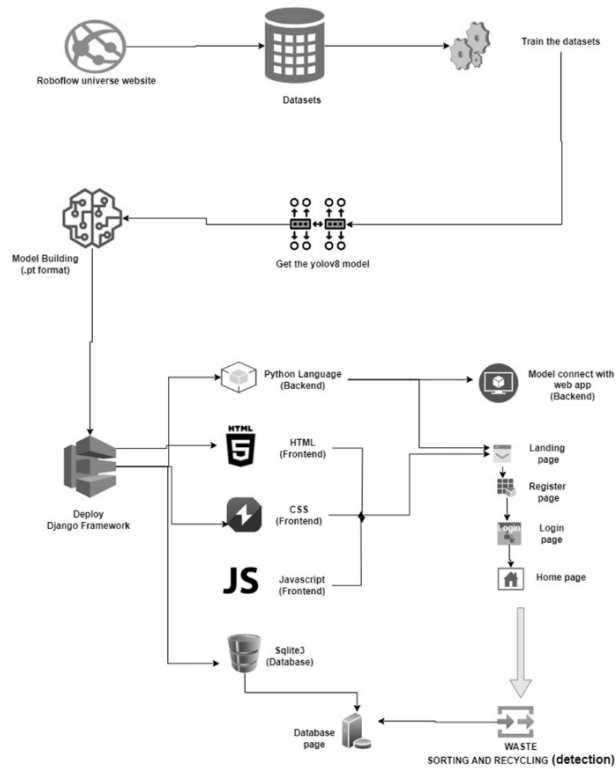 Roboflow universe website
Datasets
Train the datasets
Get the yolov8 model
Model Building
(.pt format)
Python Language
(Backend)
Model connect with
web app
(Backend)
HTML
5
HTML
(Frontend)
Landing
page
Register
page
CSS
(Frontend)
Login
Login
page
Deploy
Django Framework
JS
Javascript
(Frontend)
Home page
Sqlite3
(Database)
Database
page
WASTE
SORTING AND RECYCLING (detection)